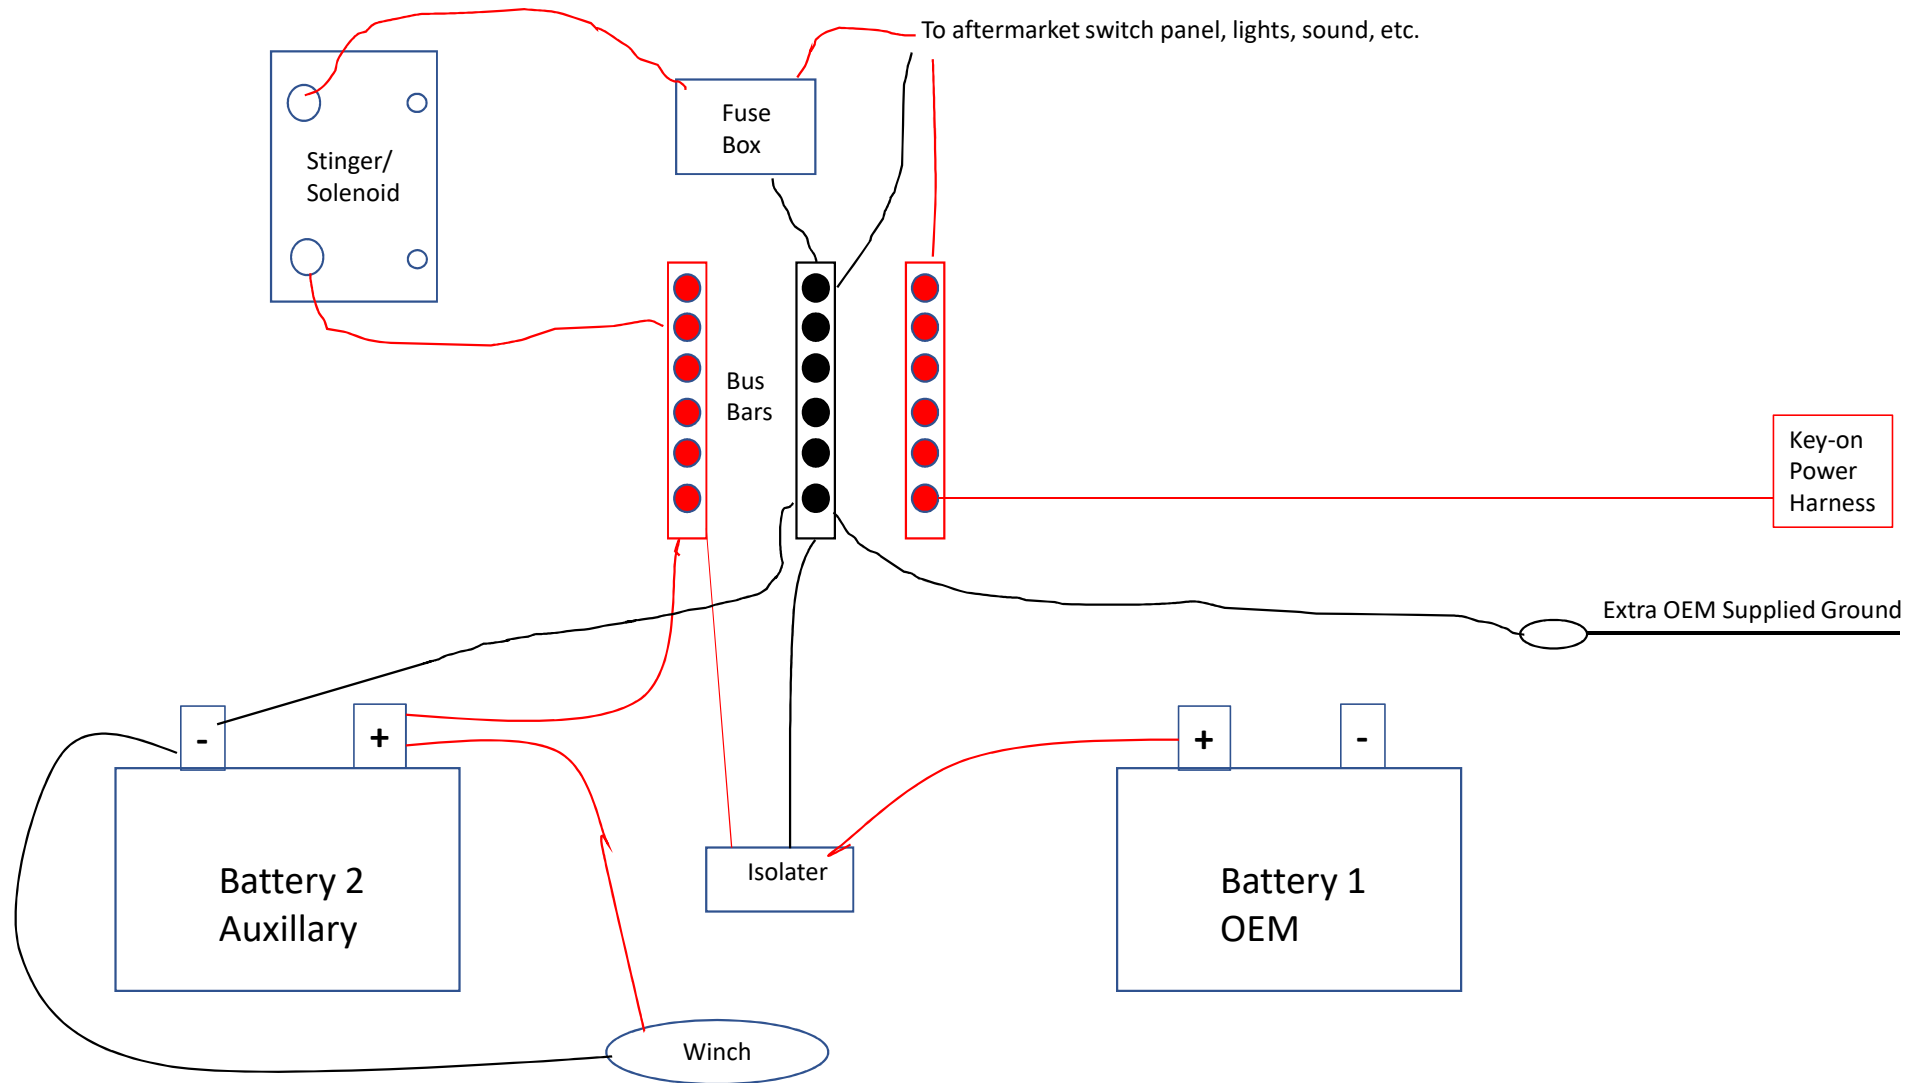 To aftermarket switch panel, lights, sound, etc.
Fuse
Box
Stinger/
Solenoid
Bus
Bars
Key-on
Power
Harness
Extra OEM Supplied Ground
-
+
+
-
Isolater
Battery 2
Auxillary
Battery 1
OEM
Winch